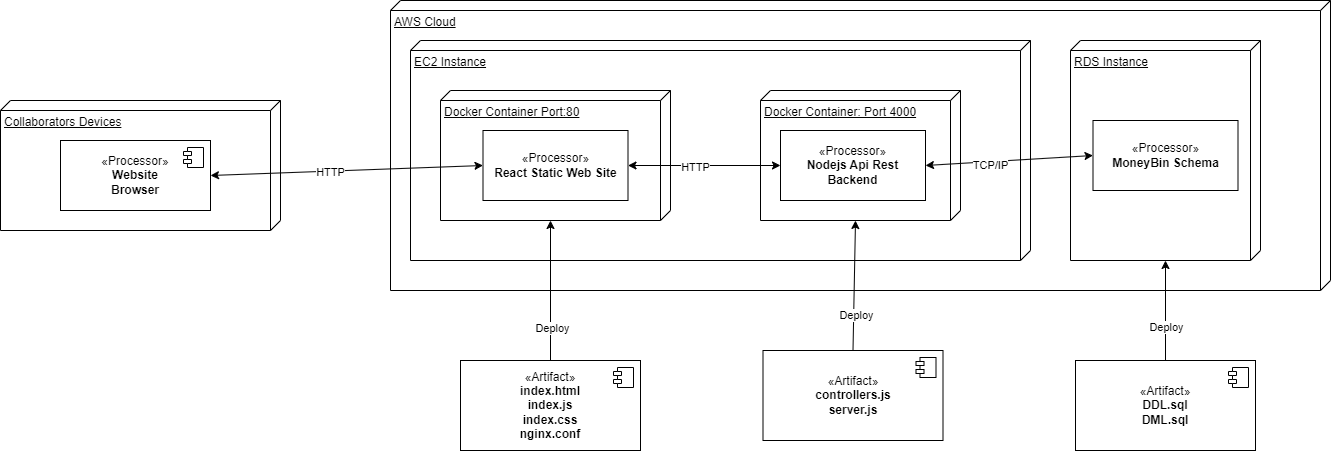 AWS Cloud
EC2 Instance
RDS Instance
Collaborators Devices
Docker Container Port:80
Docker Container: Port 4000
«Processor»
Website
Browser
HTTP
«Processor»
React Static Web Site
HTTP
«Processor»
Nodejs Api Rest
Backend
TCP/IP
«Processor»
MoneyBin Schema
Deploy
Deploy
Deploy
«Artifact»
index.html
index.js
index.css
nginx.conf
«Artifact»
controllers.js
server.js
«Artifact»
DDL.sql
DML.sql